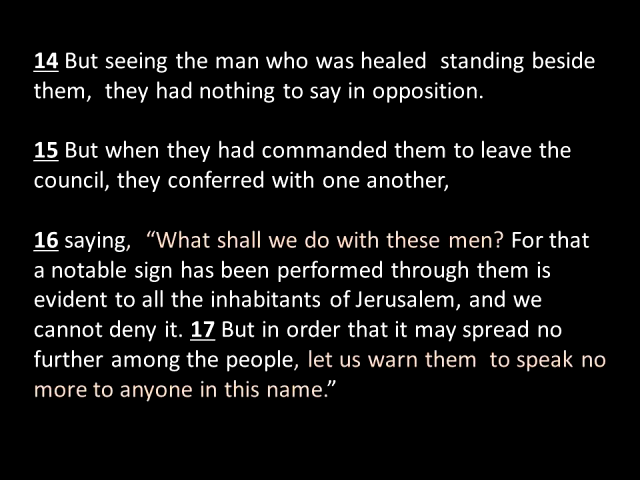 14 But seeing the man who was healed  standing beside
them,  they had nothing to say in opposition.
15 But when they had commanded them to leave the
council, they conferred with one another,
16 saying,  “What shall we do with these men? For that
a notable sign has been performed through them is
evident to all the inhabitants of Jerusalem, and we
cannot deny it. 17 But in order that it may spread no
further among the people, let us warn them  to speak no
more to anyone in this name.”